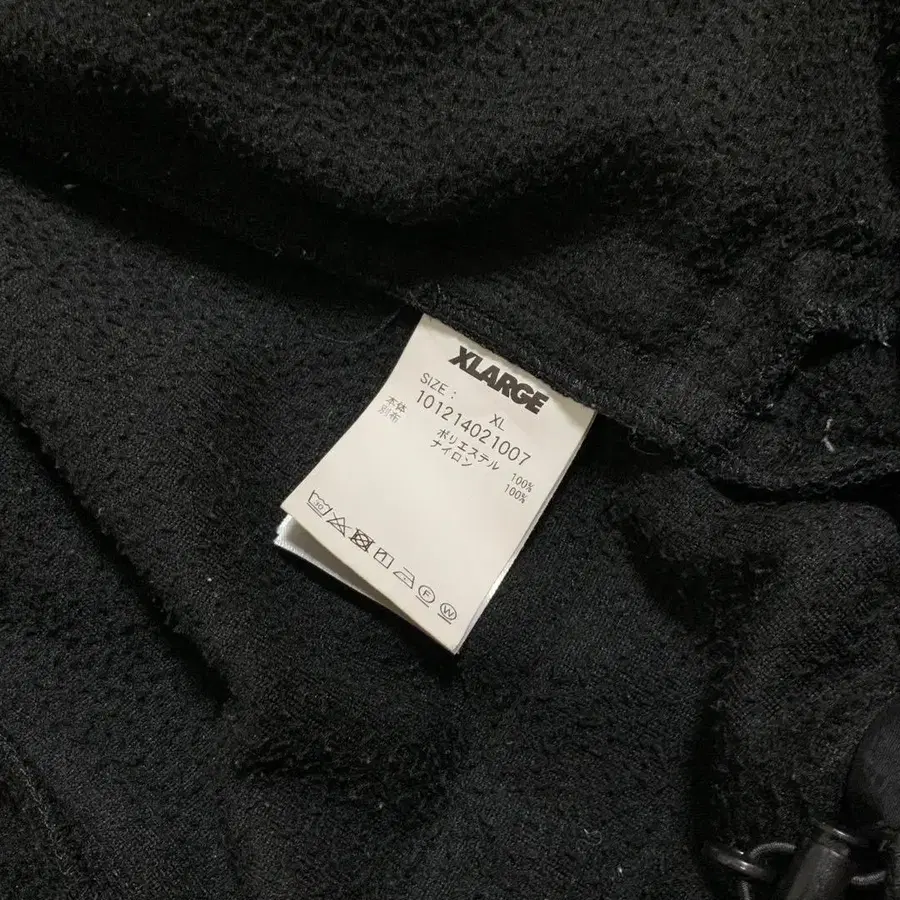 XLARGE
SIZE: XL
101214021007
本体 ポリエステル 100%
別布 ナイロン 100%
30 F W